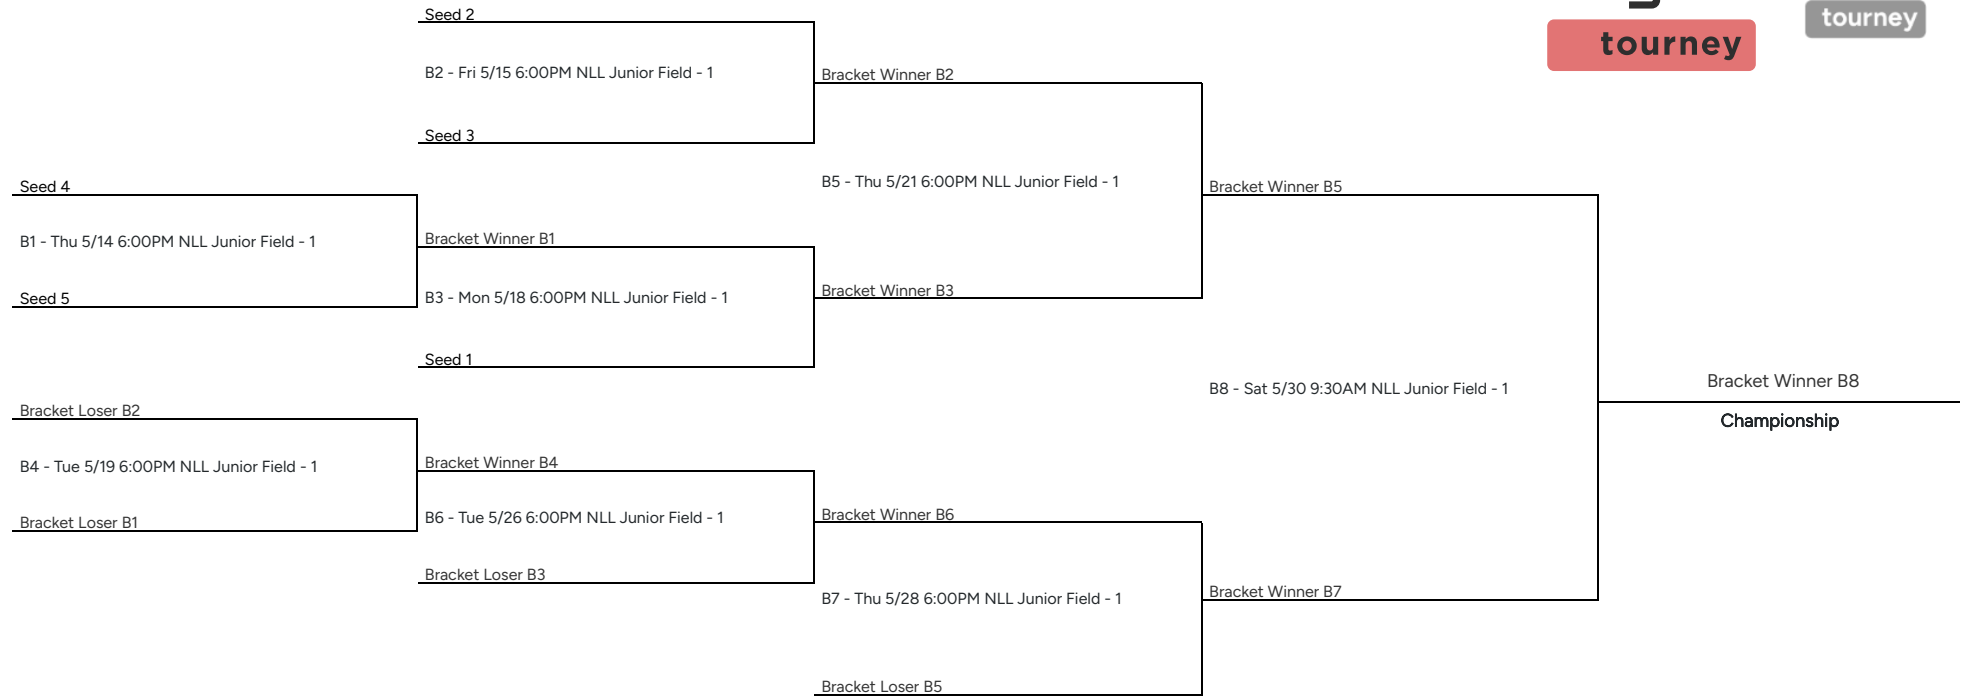 Seed 2
tourney
tourney
B2 - Fri 5/15 6:00PM NLL Junior Field - 1
Bracket Winner B2
Seed 3
B5 - Thu 5/21 6:00PM NLL Junior Field - 1
Seed 4
Bracket Winner B5
B1 - Thu 5/14 6:00PM NLL Junior Field - 1
Bracket Winner B1
Seed 5
B3 - Mon 5/18 6:00PM NLL Junior Field - 1
Bracket Winner B3
Seed 1
B8 - Sat 5/30 9:30AM NLL Junior Field - 1
Bracket Winner B8
Championship
Bracket Loser B2
B4 - Tue 5/19 6:00PM NLL Junior Field - 1
Bracket Winner B4
Bracket Loser B1
B6 - Tue 5/26 6:00PM NLL Junior Field - 1
Bracket Winner B6
Bracket Loser B3
B7 - Thu 5/28 6:00PM NLL Junior Field - 1
Bracket Winner B7
Bracket Loser B5